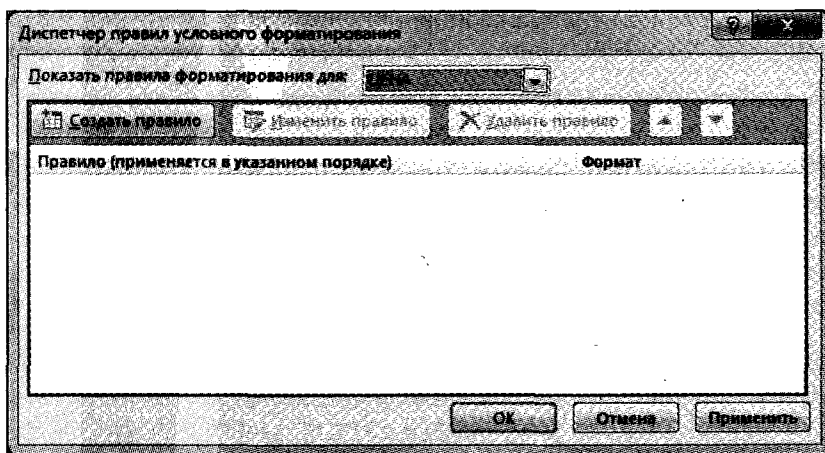 Диспетчер правил условного форматирования
Показать правила форматирования для:
Создать правило Изменить правило Удалить правило
Правило (применяется в указанном порядке) Формат
ОК Отмена Применить